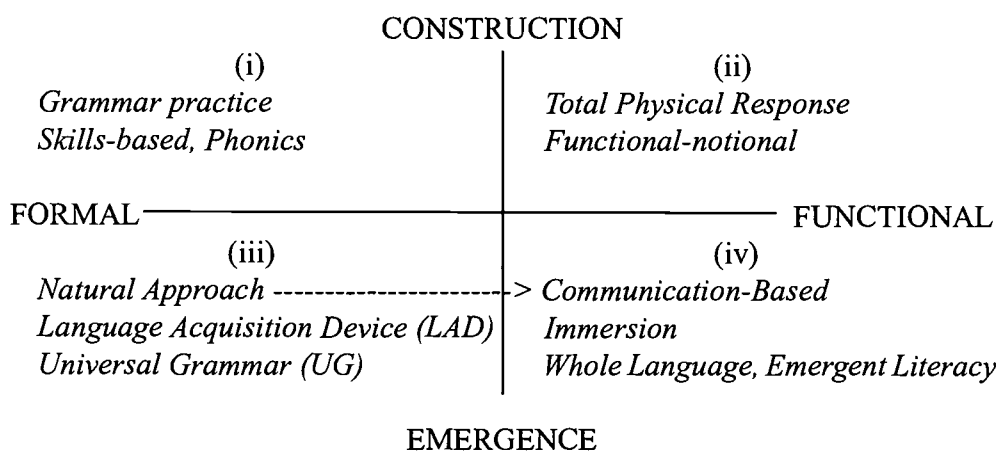 CONSTRUCTION
(i)
Grammar practice
Skills-based, Phonics
(ii)
Total Physical Response
Functional-notional
FORMAL
FUNCTIONAL
(iii)
Natural Approach
Language Acquisition Device (LAD)
Universal Grammar (UG)
(iv)
Communication-Based
Immersion
Whole Language, Emergent Literacy
EMERGENCE